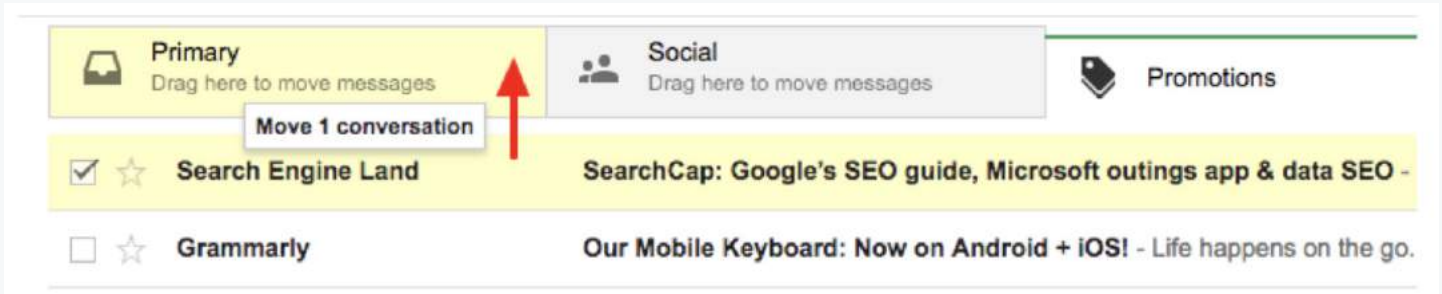 Primary
Drag here to move messages
Social
Drag here to move messages
Promotions
Move 1 conversation
Search Engine Land SearchCap: Google's SEO guide, Microsoft outings app & data SEO -
Grammarly Our Mobile Keyboard: Now on Android + iOS! - Life happens on the go.